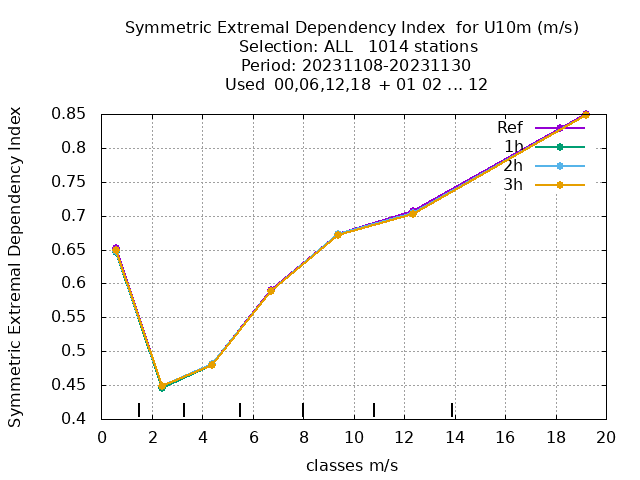 Symmetric Extremal Dependency Index  for U10m (m/s)
Selection: ALL   1014 stations
Period: 20231108-20231130
Used  00,06,12,18  + 01 02 ... 12
Symmetric Extremal Dependency Index
0.85
0.8
0.75
0.7
0.65
0.6
0.55
0.5
0.45
0.4
Ref
1h
2h
3h
0 2 4 6 8 10 12 14 16 18 20
classes m/s